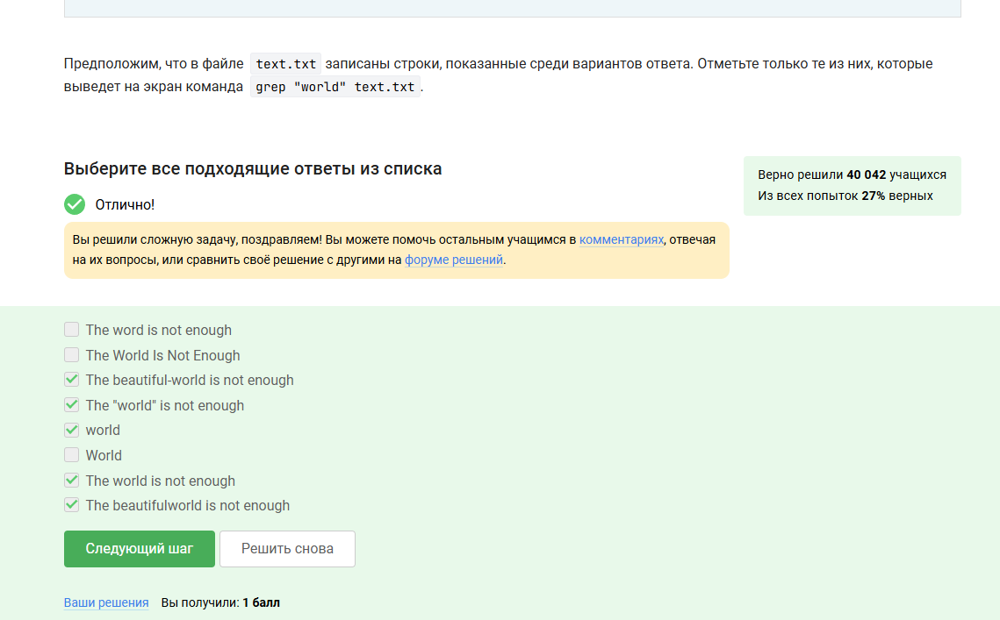 Предположим, что в файле text.txt записаны строки, показанные среди вариантов ответа. Отметьте только те из них, которые
выведет на экран команда grep "world" text.txt.
Выберите все подходящие ответы из списка
Верно решили 40 042 учащихся
Из всех попыток 27% верных
Отлично!
Вы решили сложную задачу, поздравляем! Вы можете помочь остальным учащимся в комментариях, отвечая
на их вопросы, или сравнить своё решение с другими на форуме решений.
The word is not enough
The World Is Not Enough
The beautiful-world is not enough
The "world" is not enough
world
World
The world is not enough
The beautifulworld is not enough
Следующий шаг
Решить снова
Ваши решения Вы получили: 1 балл